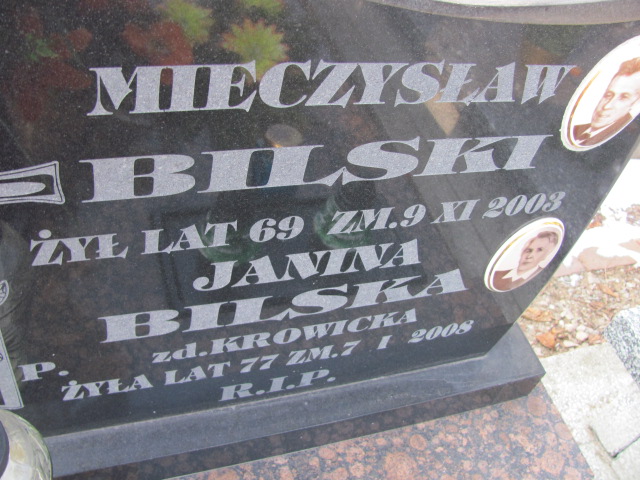 MIECZYSŁAW
BILSKI
ŻYŁ LAT 69 ZM.9 XI 2003
JANINA
BILSKA
zd.KROWICKA
P.
ŻYŁA LAT 77 ZM.7 I 2008
R.I.P.